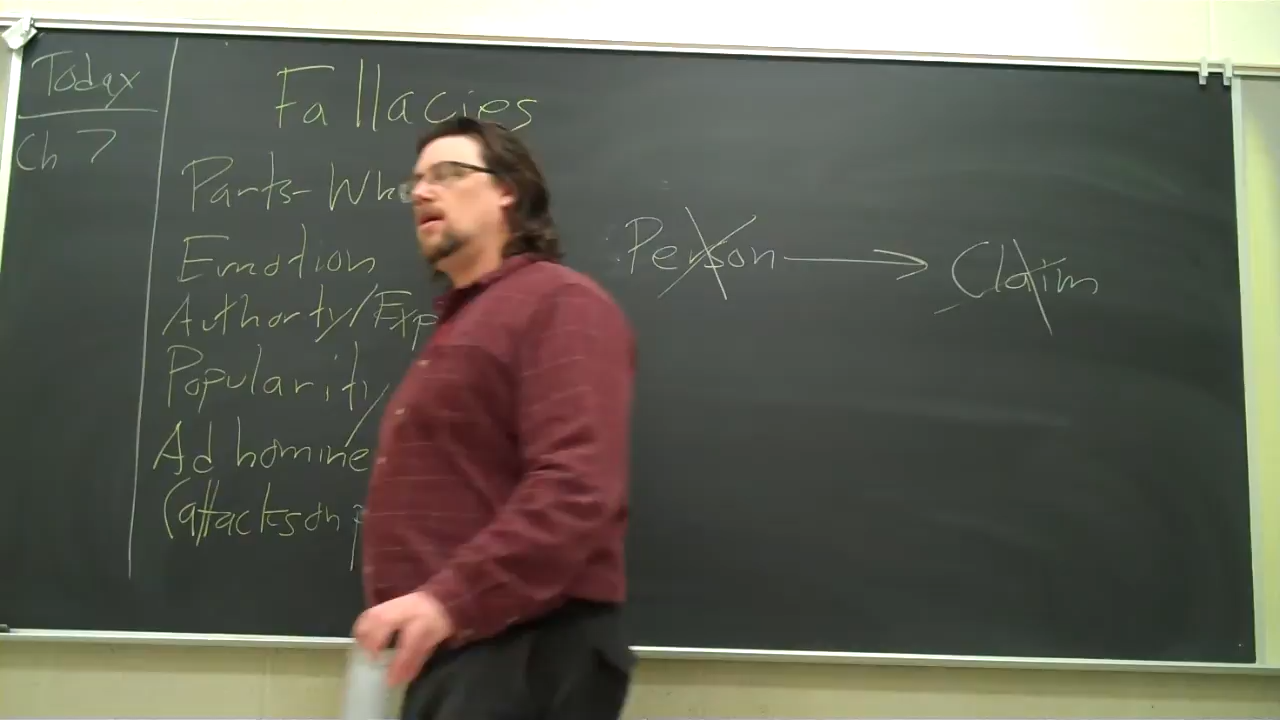 Today
Ch 7
Fallacies
Parts-Wh
Emotion
Authorty/Exp
Popularity/
Ad homine
(attacks on p
Person → Claim